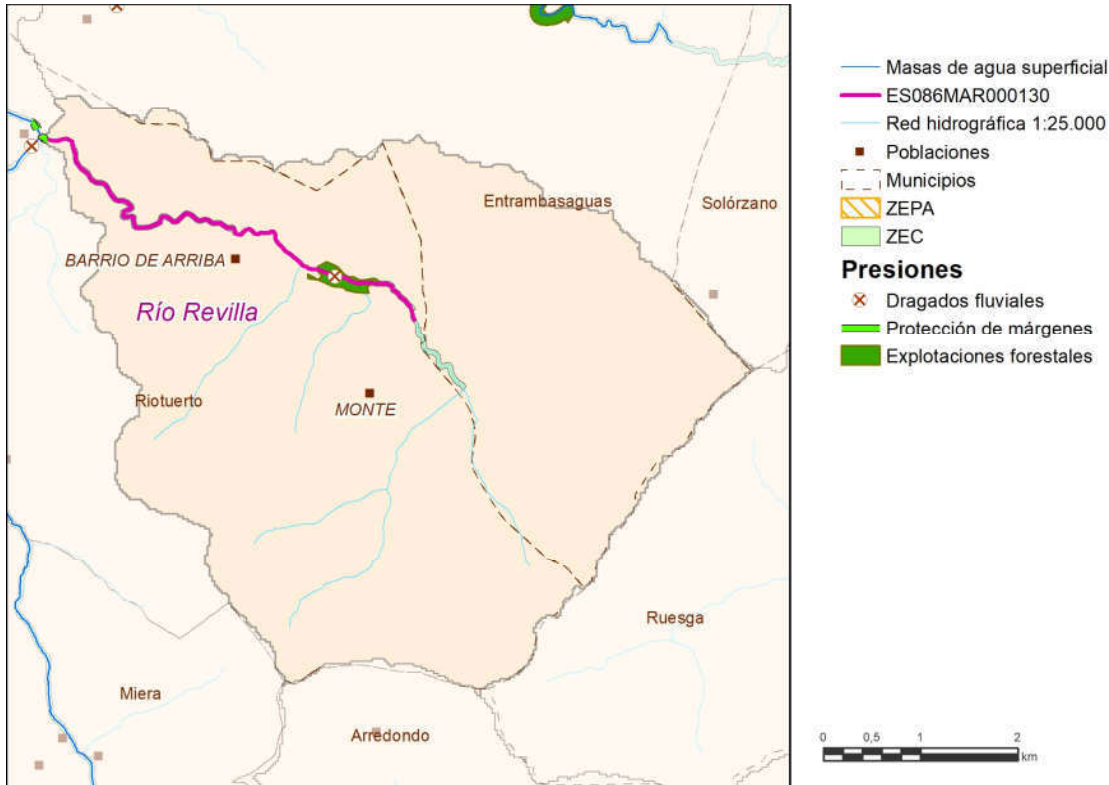 Entrambasaguas
Solórzano
BARRIO DE ARRIBA
Río Revilla
Riotuerto
MONTE
Ruesga
Miera
Arredondo
Masas de agua superficial
ES086MAR000130
Red hidrográfica 1:25.000
Poblaciones
Municipios
ZEPA
ZEC
Presiones
Dragados fluviales
Protección de márgenes
Explotaciones forestales
0 0,5 1 2
km